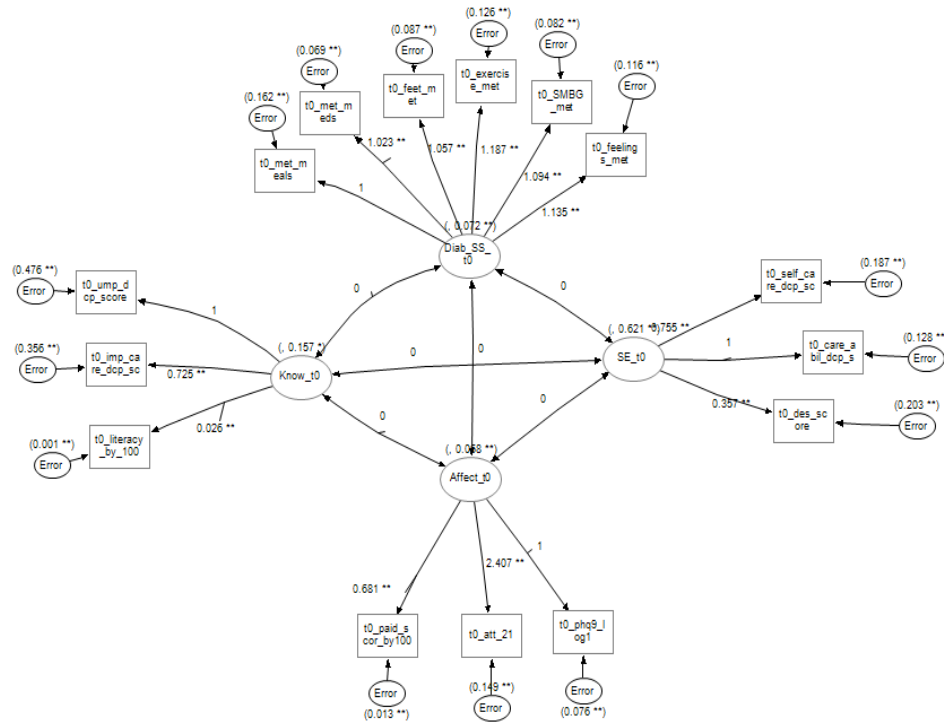 (0.126 **)
Error
(0.087 **)
Error
(0.082 **)
Error
(0.069 **)
Error
(0.116 **)
Error
(0.162 **)
Error
t0_exercis
e_met
t0_feet_m
et
t0_SMBG
_met
t0_met_m
eds
t0_feeling
s_met
t0_met_m
eals
1.023 **
1.057 **
1.187 **
1.094 **
1.135 **
1
(, 0.072 **)
Diab_SS_
t0
(0.476 **)
Error
t0_ump_d
cp_score
1
(0.356 **)
Error
t0_imp_ca
re_dcp_sc
0.725 **
(0.001 **)
Error
t0_literacy
_by_100
0.026 **
(, 0.157 *)
Know_t0
0
0
0
0
0
0
(, 0.621 **)
SE_t0
t0_self_ca
re_dcp_sc
(0.187 **)
Error
1
t0_care_a
bil_dcp_s
(0.128 **
Error
0.357 **
t0_des_sc
ore
(0.203 **)
Error
Affect_t0
0.681 **
2.407 **
1
t0_paid_s
cor_by100
t0_att_21
t0_phq9_l
og1
Error
(0.013 **)
(0.149 **)
Error
Error
(0.076 **)